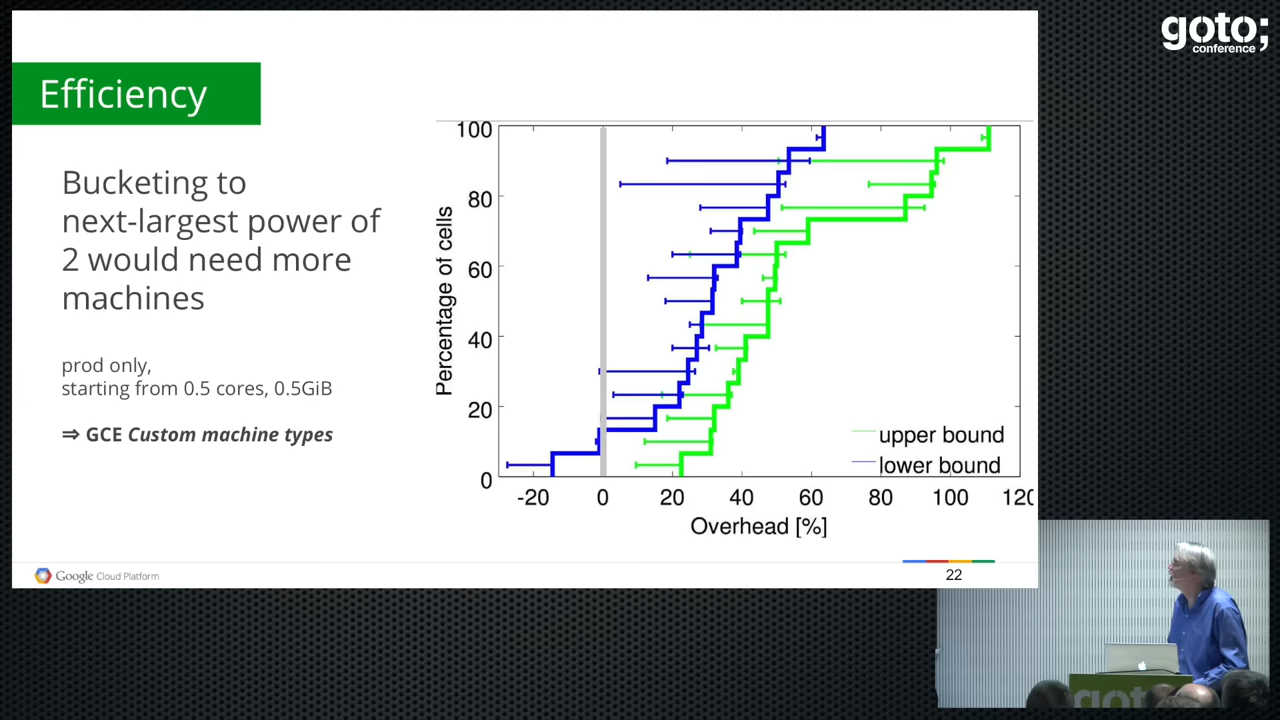 goto;
conference
Efficiency
Bucketing to
next-largest power of
2 would need more
machines
prod only,
starting from 0.5 cores, 0.5GiB
⇒ GCE Custom machine types
Percentage of cells
100
80
60
40
20
0
-20
0
20
40
60
80
100
120
Overhead [%]
upper bound
lower bound
Google Cloud Platform
22
goto